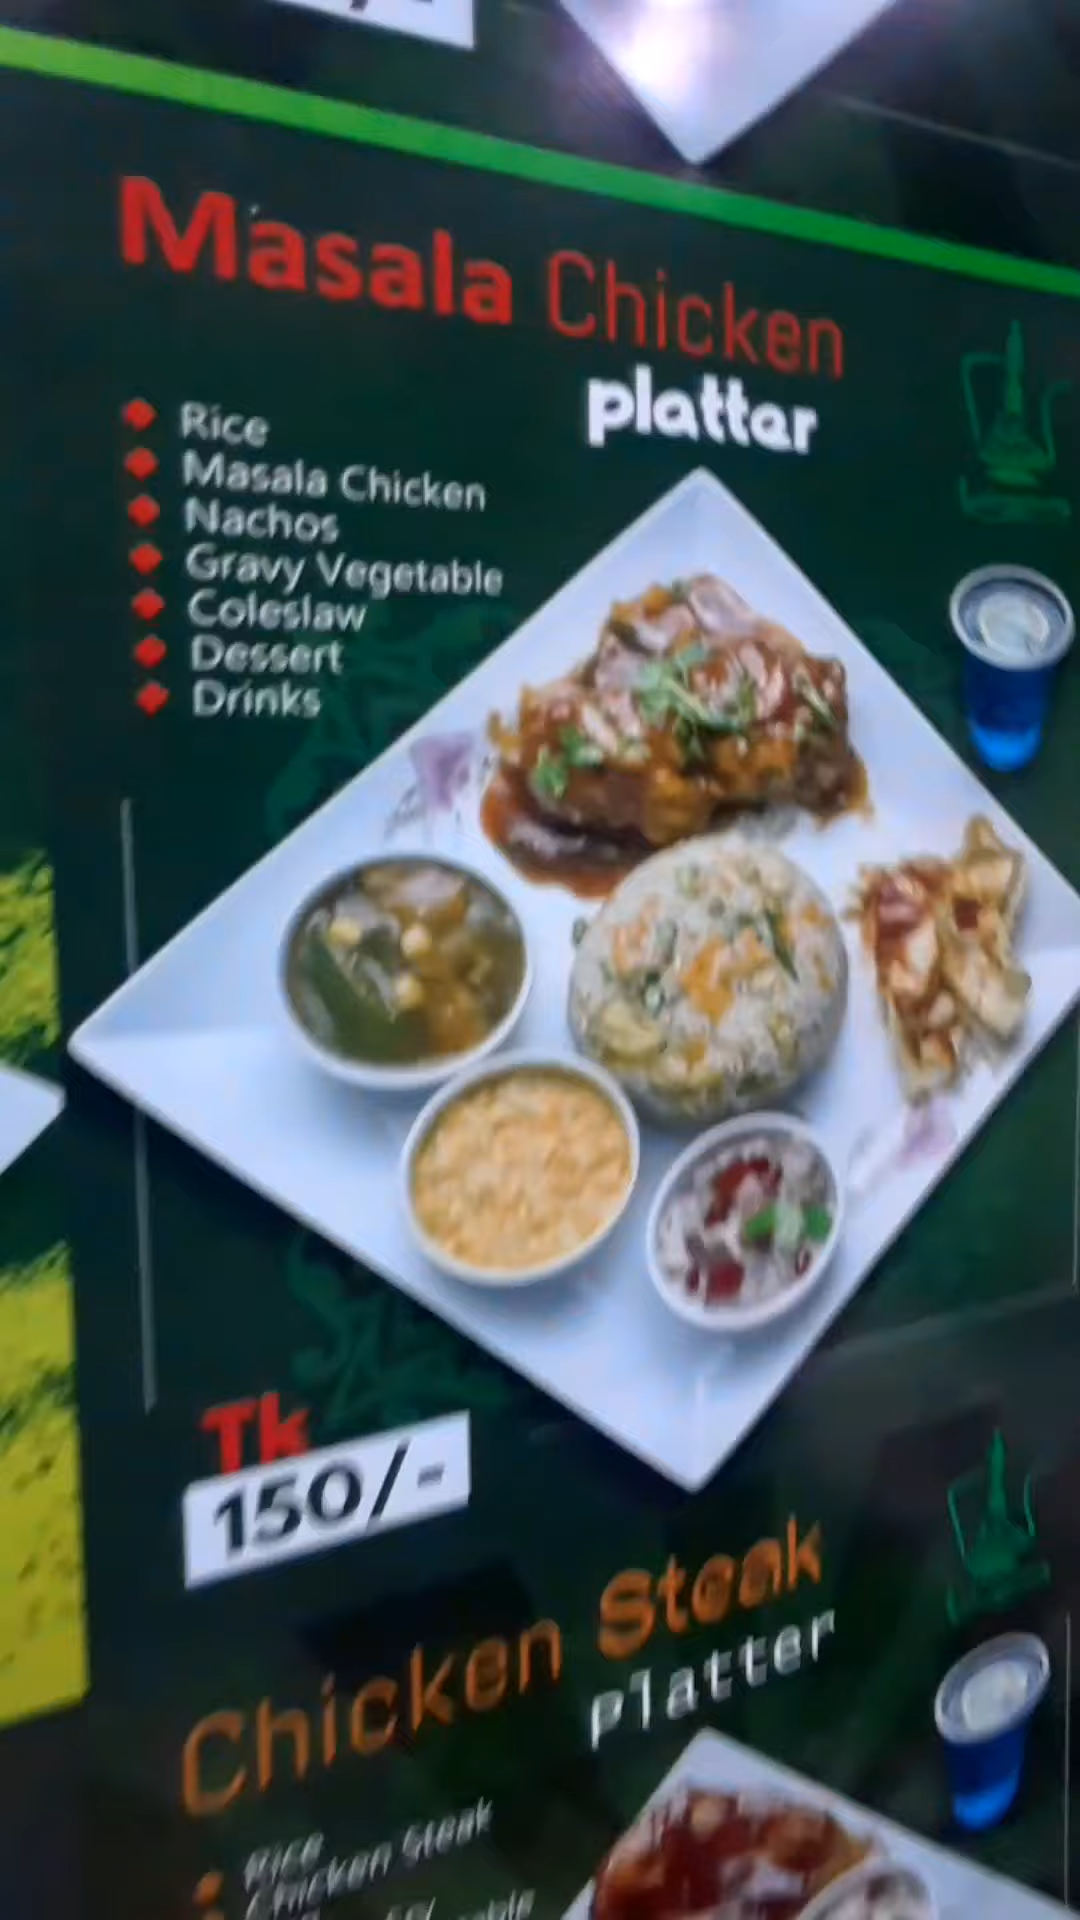 Masala Chicken
platter
Rice
Masala Chicken
Nachos
Gravy Vegetable
Coleslaw
Dessert
Drinks
Tk
150/-
Chicken Steak
Platter
Rice
Chicken Steak